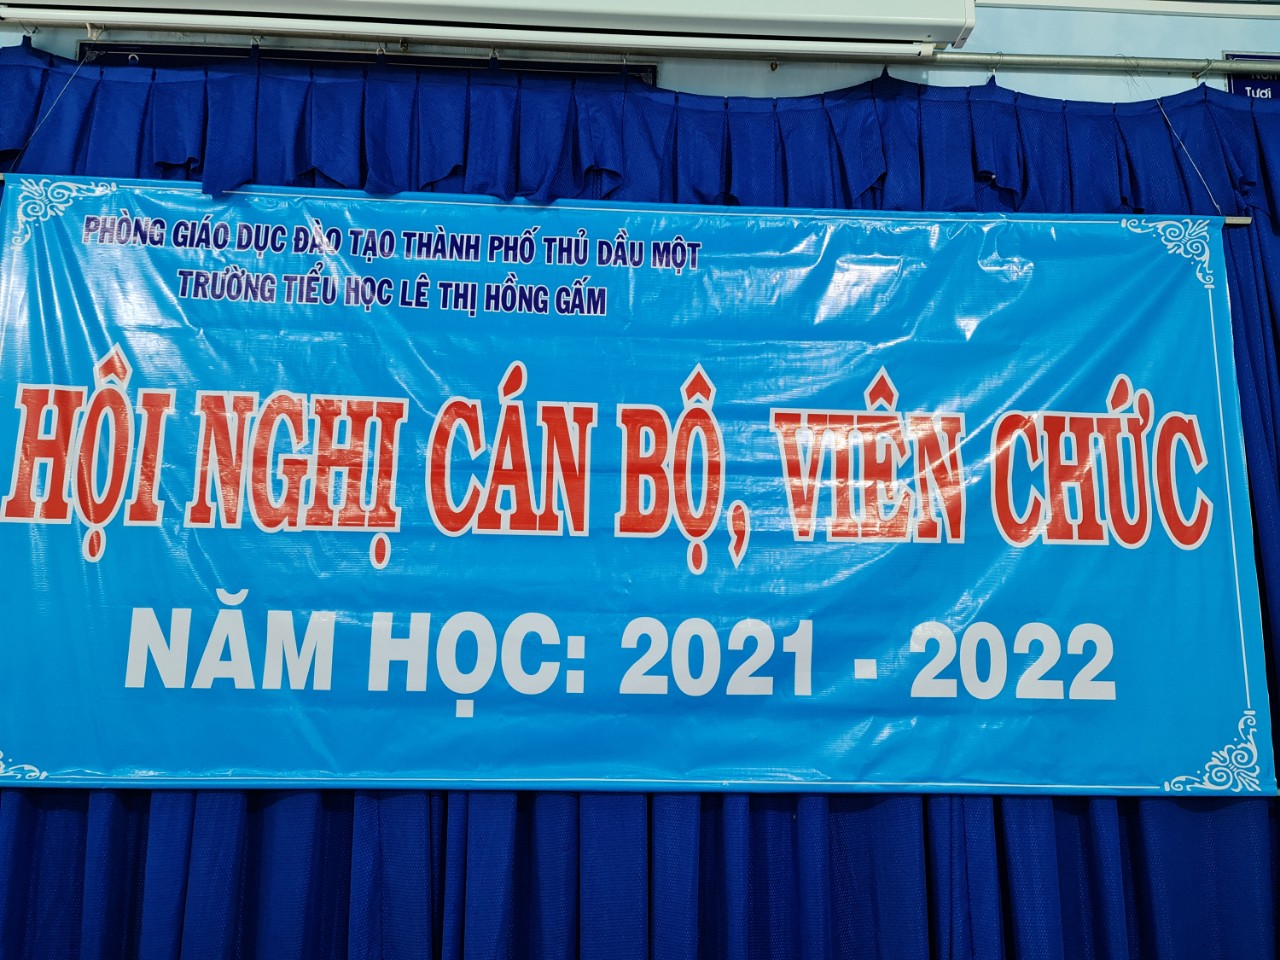 Tươi
PHÒNG GIÁO DỤC ĐÀO TẠO THÀNH PHỐ THỦ DẦU MỘT
TRƯỜNG TIỂU HỌC LÊ THỊ HỒNG GẤM
HỘI NGHỊ CÁN BỘ, VIÊN CHỨC
NĂM HỌC: 2021 - 2022